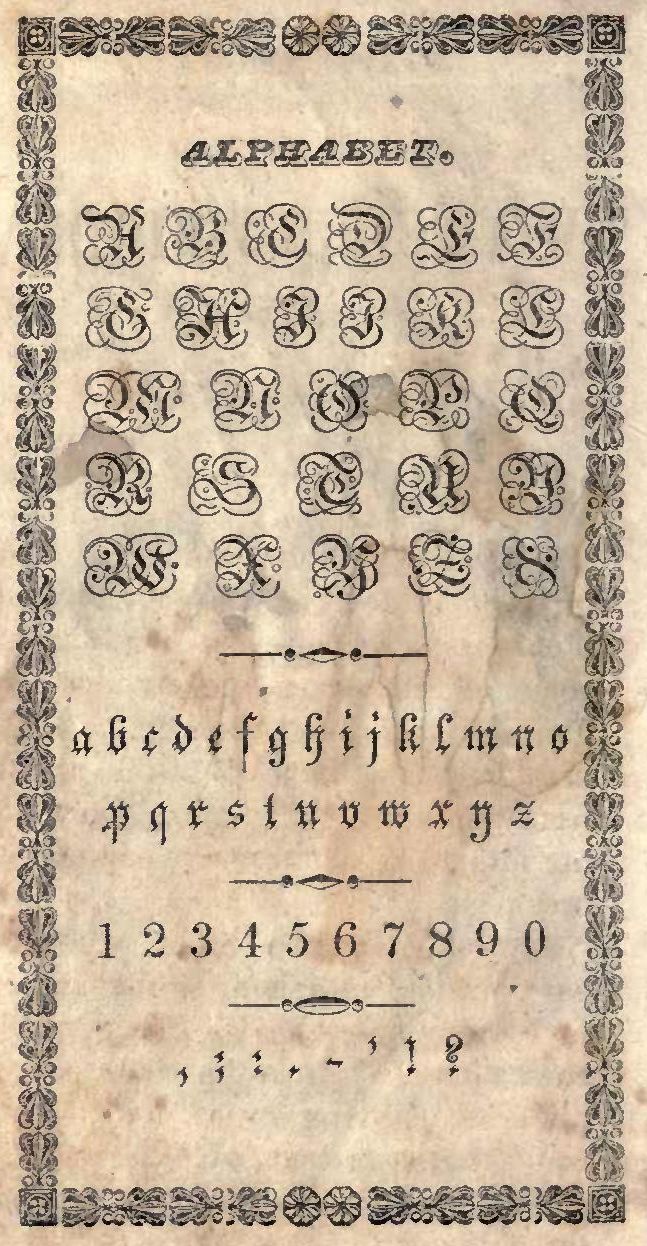 ALPHABET.
A B C D E F
G H I J K L
M N O P Q
R S T U V
W X Y Z &
a b c d e f g h i j k l m n o
p q r s t u v w x y z
1 2 3 4 5 6 7 8 9 0
, ; : . - ' ! ?